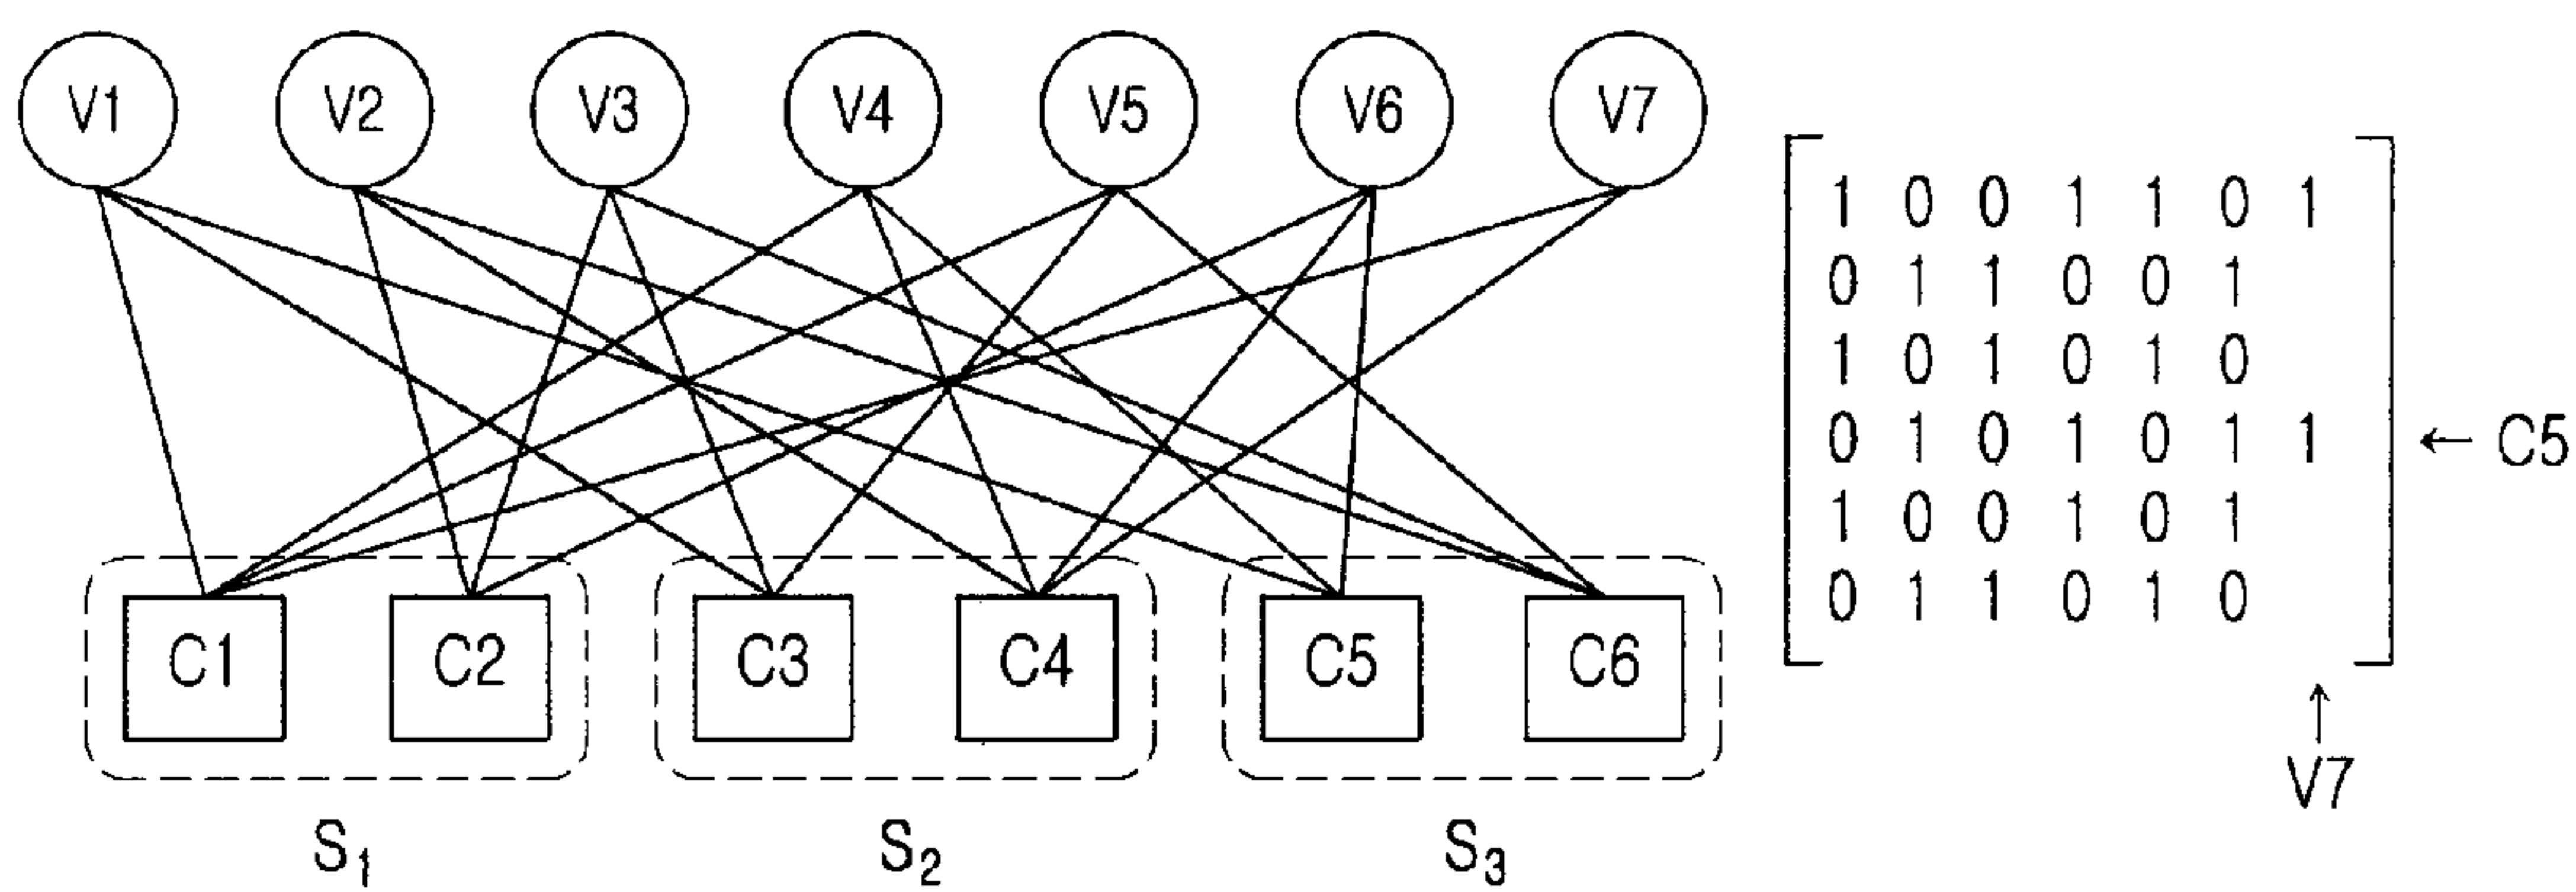 V1 V2 V3 V4 V5 V6 V7
1 0 0 1 1 0 1
0 1 1 0 0 1
1 0 1 0 1 0
0 1 0 1 0 1 1 ← C5
1 0 0 1 0 1
0 1 1 0 1 0
↑
V7
C1 C2 C3 C4 C5 C6
S₁ S₂ S₃